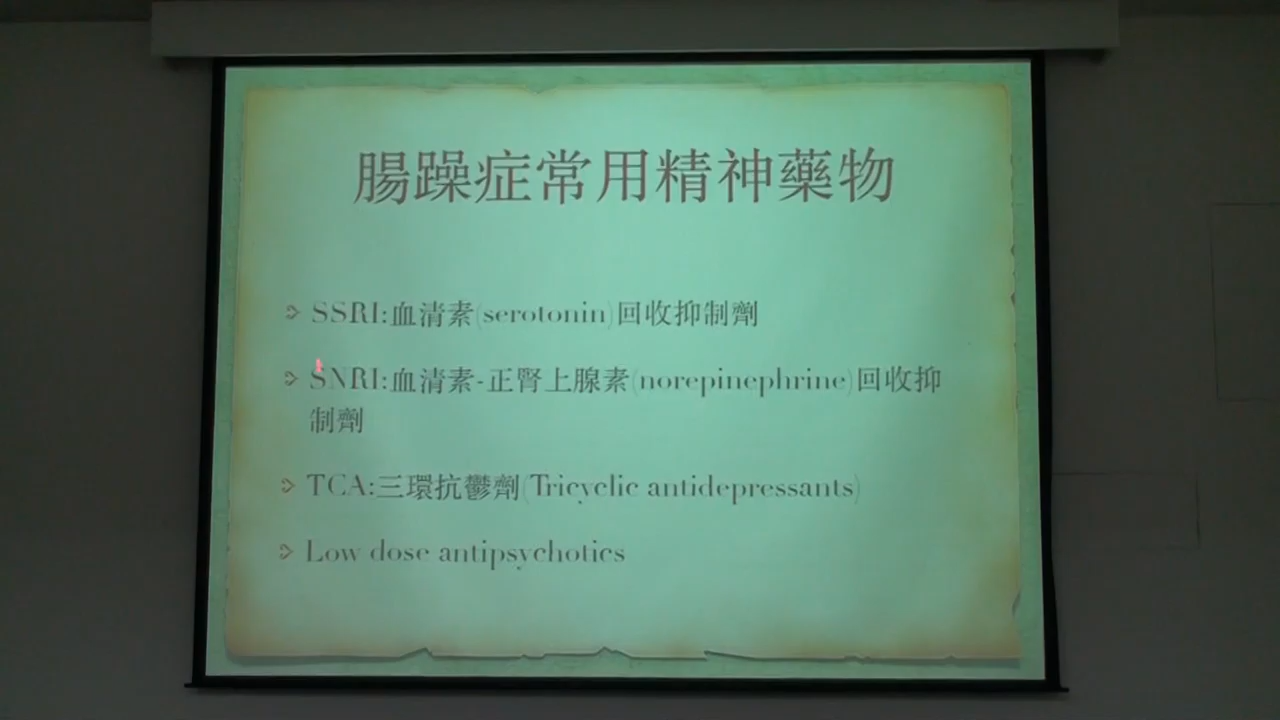 腸躁症常用精神藥物
SSRI:血清素(serotonin)回收抑制劑
SNRI:血清素-正腎上腺素(norepinephrine)回收抑
制劑
TCA:三環抗鬱劑(Tricyclic antidepressants)
Low dose antipsychotics